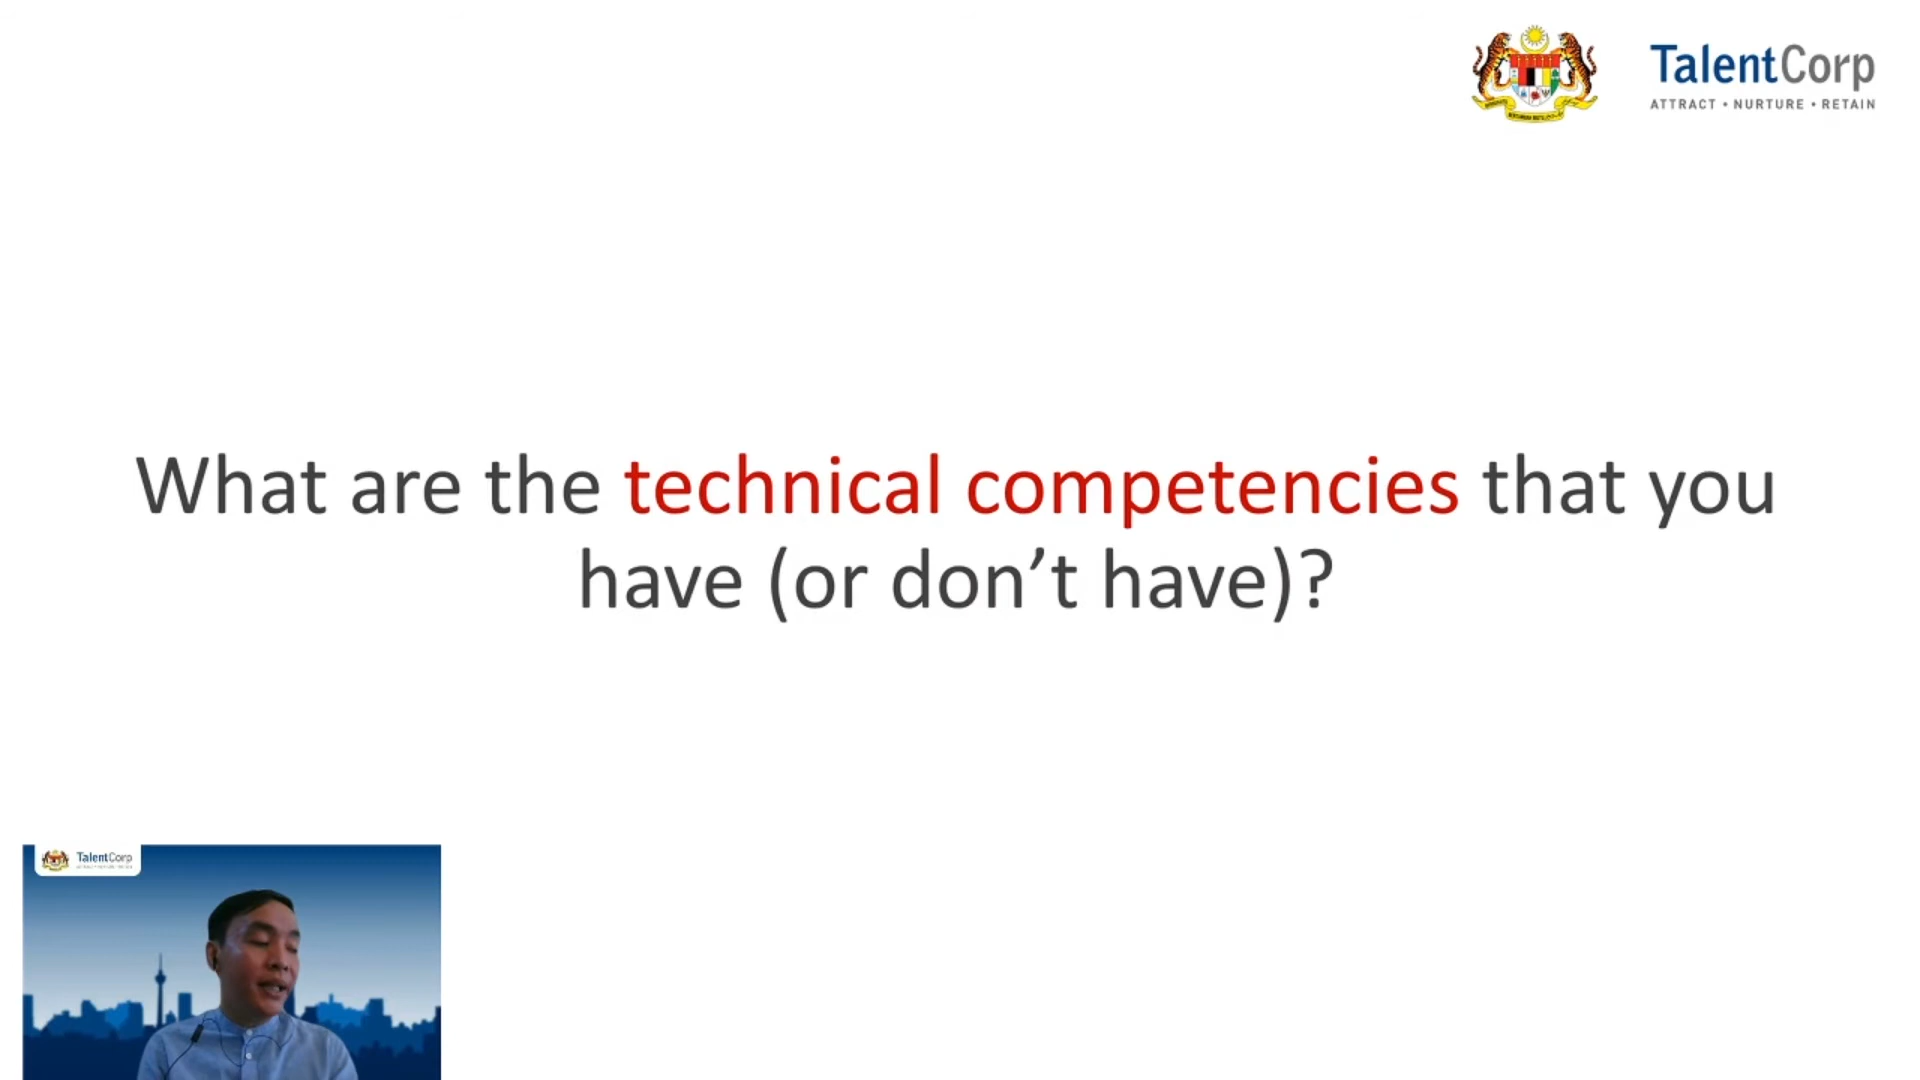 TalentCorp
ATTRACT • NURTURE • RETAIN
What are the technical competencies that you
have (or don’t have)?
TalentCorp